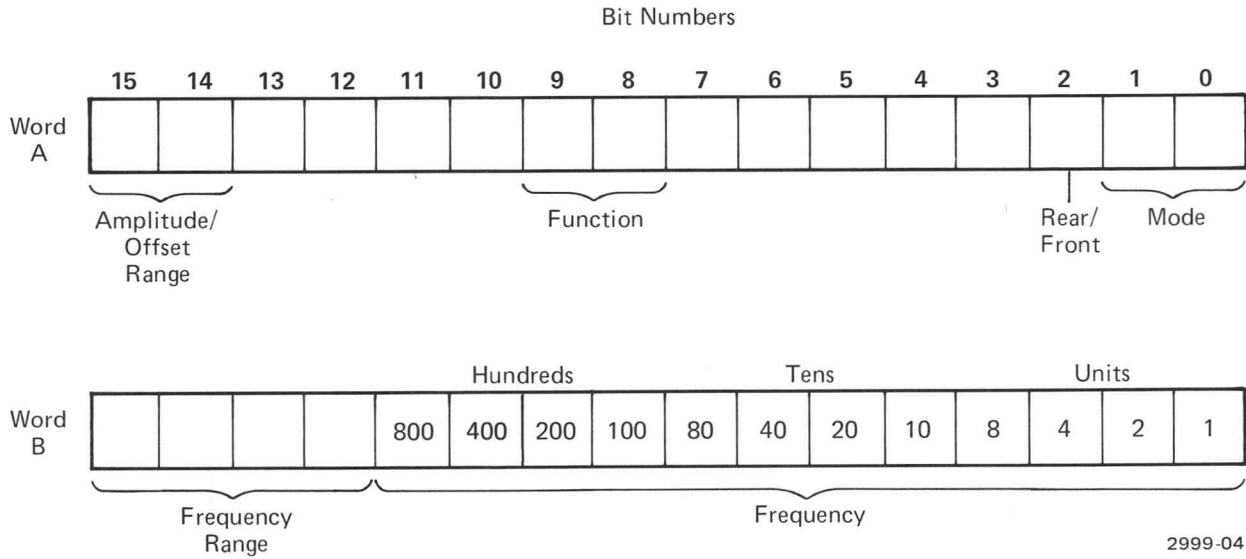 Bit Numbers
15 14 13 12 11 10 9 8 7 6 5 4 3 2 1 0
Word
A
Amplitude/
Offset
Range
Function
Rear/
Front
Mode
Hundreds Tens Units
Word
B
800 400 200 100 80 40 20 10 8 4 2 1
Frequency
Range
Frequency
2999-04